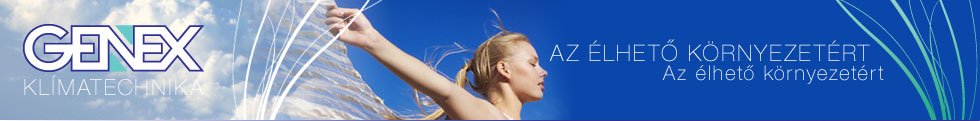 GENEX
KLÍMATECHNIKA
AZ ÉLHETŐ KÖRNYEZETÉRT
Az élhető környezetért